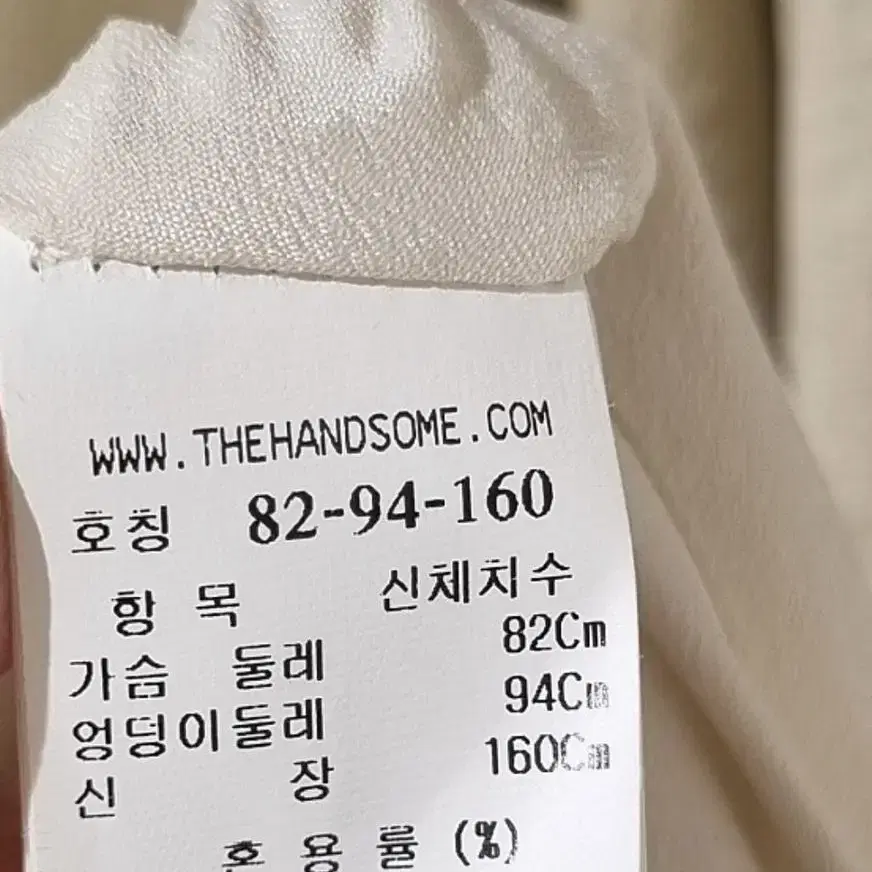 WWW.THEHANDSOME.COM
호칭 82-94-160
항 목 신체치수
가슴 둘레 82Cm
엉덩이둘레 94Cm
신 장 160Cm
혼 용 률 (%)